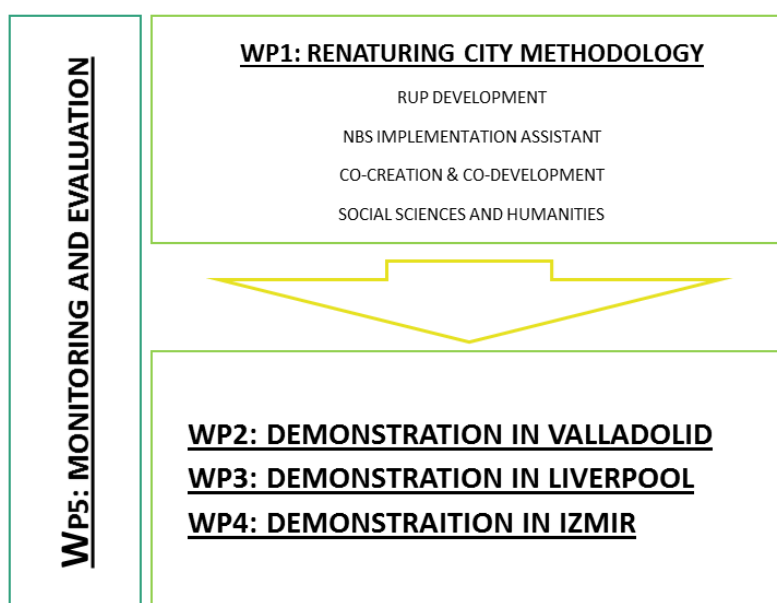 WP5: MONITORING AND EVALUATION
WP1: RENATURING CITY METHODOLOGY
RUP DEVELOPMENT
NBS IMPLEMENTATION ASSISTANT
CO-CREATION & CO-DEVELOPMENT
SOCIAL SCIENCES AND HUMANITIES
WP2: DEMONSTRATION IN VALLADOLID
WP3: DEMONSTRATION IN LIVERPOOL
WP4: DEMONSTRAITION IN IZMIR